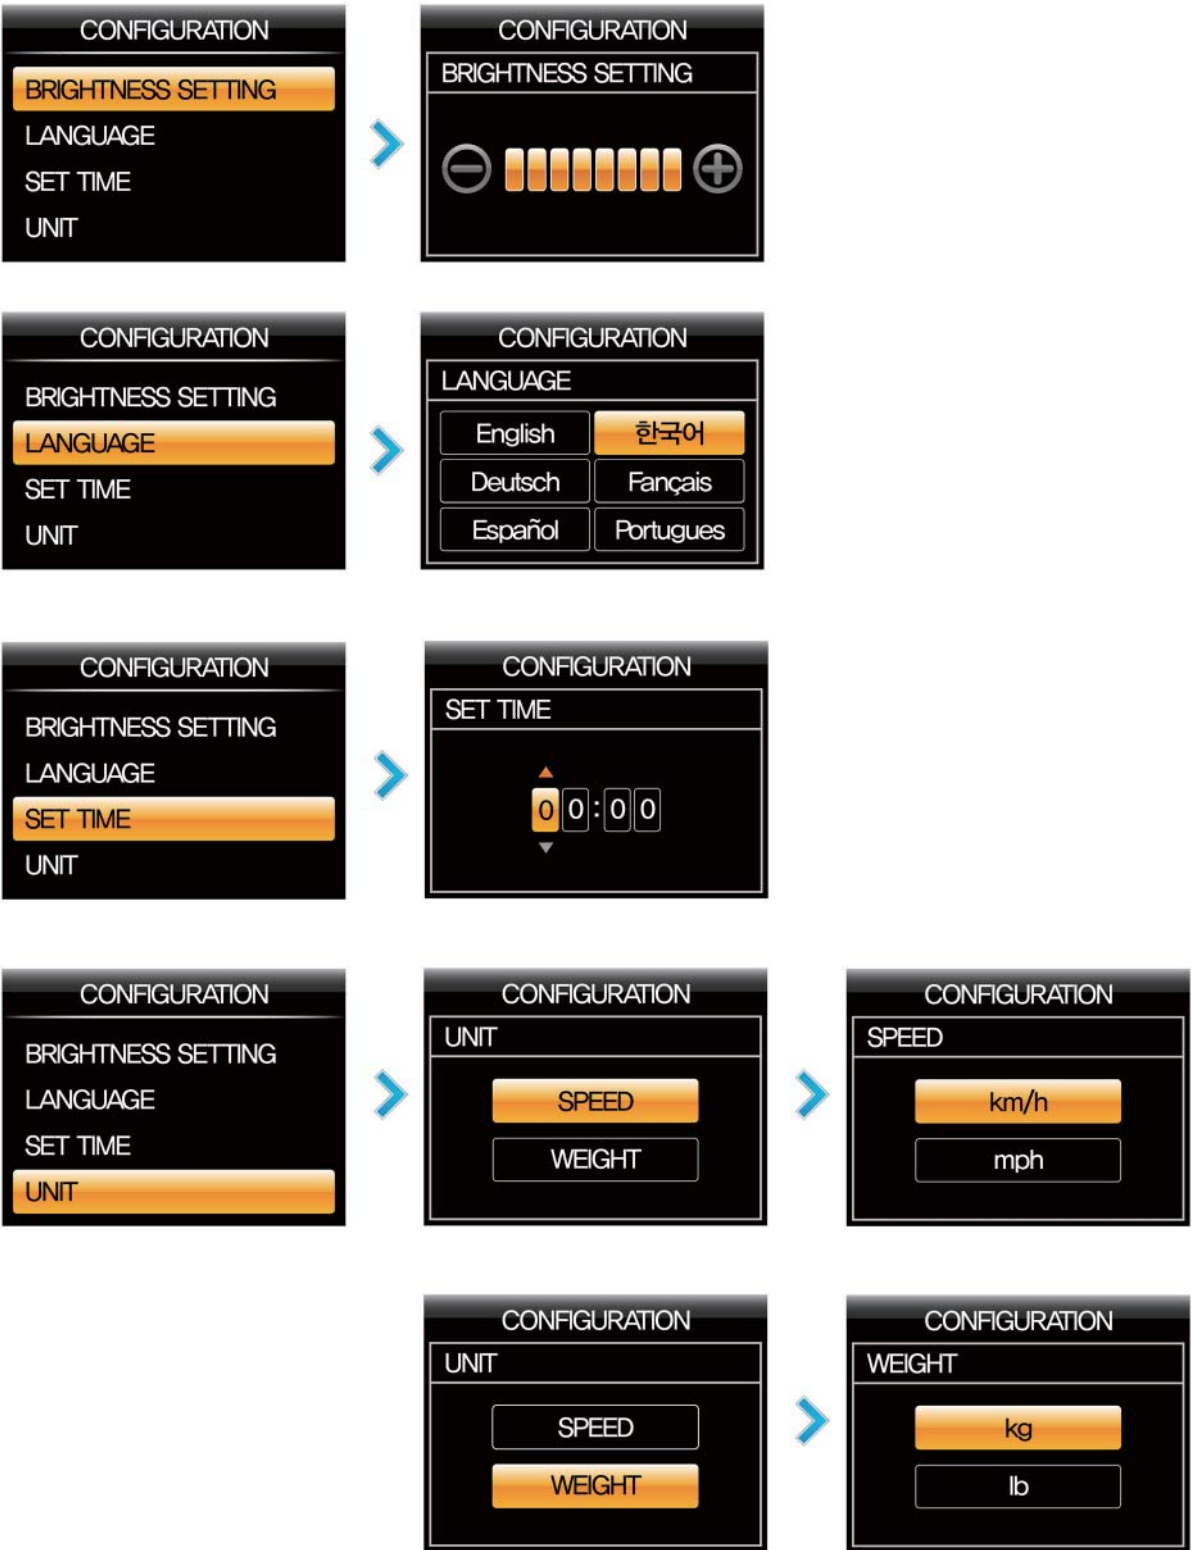 CONFIGURATION
BRIGHTNESS SETTING
LANGUAGE
SET TIME
UNIT
CONFIGURATION
BRIGHTNESS SETTING
CONFIGURATION
BRIGHTNESS SETTING
LANGUAGE
SET TIME
UNIT
CONFIGURATION
LANGUAGE
English 한국어
Deutsch Fançais
Español Portugues
CONFIGURATION
BRIGHTNESS SETTING
LANGUAGE
SET TIME
UNIT
CONFIGURATION
SET TIME
00:00
CONFIGURATION
BRIGHTNESS SETTING
LANGUAGE
SET TIME
UNIT
CONFIGURATION
UNIT
SPEED
WEIGHT
CONFIGURATION
SPEED
km/h
mph
CONFIGURATION
UNIT
SPEED
WEIGHT
CONFIGURATION
WEIGHT
kg
lb